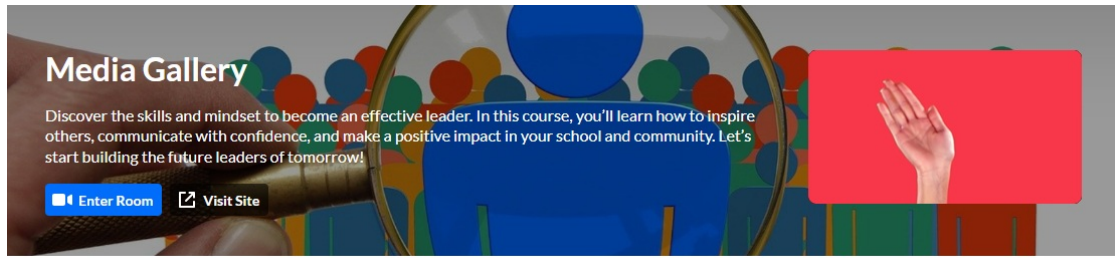 Media Gallery
Discover the skills and mindset to become an effective leader. In this course, you'll learn how to inspire
others, communicate with confidence, and make a positive impact in your school and community. Let's
start building the future leaders of tomorrow!
Enter Room
Visit Site